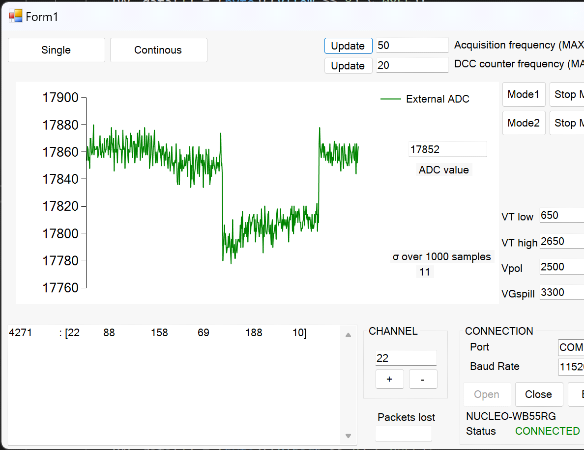 Form1
Single Continous Update 50 Acquisition frequency (MAX
Update 20 DCC counter frequency (MA
17900
17880
17860
17840
17820
17800
17780
17760
External ADC
17852
ADC value
σ over 1000 samples
11
Mode1 Stop M
Mode2 Stop M
VT low 650
VT high 2650
Vpol 2500
VGspill 3300
4271 : [22 88 158 69 188 10]
CHANNEL
22
+ -
Packets lost
CONNECTION
Port COM
Baud Rate 1152
Open Close
NUCLEO-WB55RG
Status CONNECTED